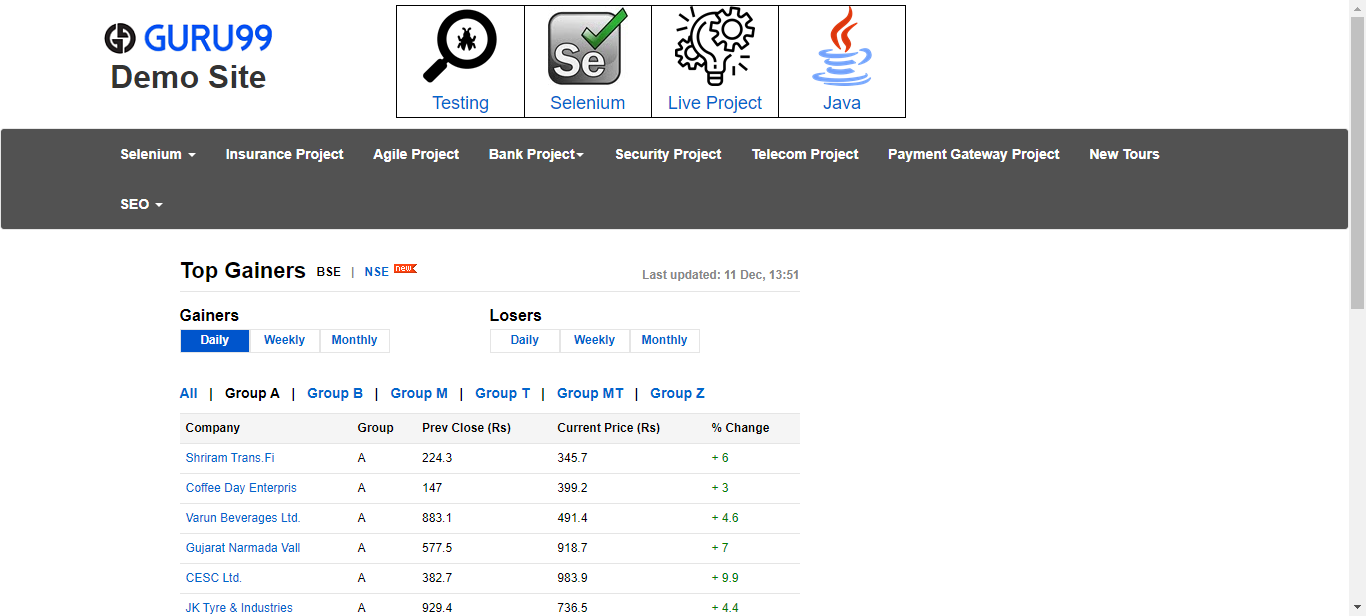 GURU99
Demo Site
Se
Testing Selenium Live Project Java
Selenium Insurance Project Agile Project Bank Project Security Project Telecom Project Payment Gateway Project New Tours
SEO
Top Gainers BSE | NSE new
Last updated: 11 Dec, 13:51
Gainers Losers
Daily Weekly Monthly Daily Weekly Monthly
All | Group A | Group B | Group M | Group T | Group MT | Group Z
Company Group Prev Close (Rs) Current Price (Rs) % Change
Shriram Trans.Fi A 224.3 345.7 + 6
Coffee Day Enterpris A 147 399.2 + 3
Varun Beverages Ltd. A 883.1 491.4 + 4.6
Gujarat Narmada Vall A 577.5 918.7 + 7
CESC Ltd. A 382.7 983.9 + 9.9
JK Tyre & Industries A 929.4 736.5 + 4.4